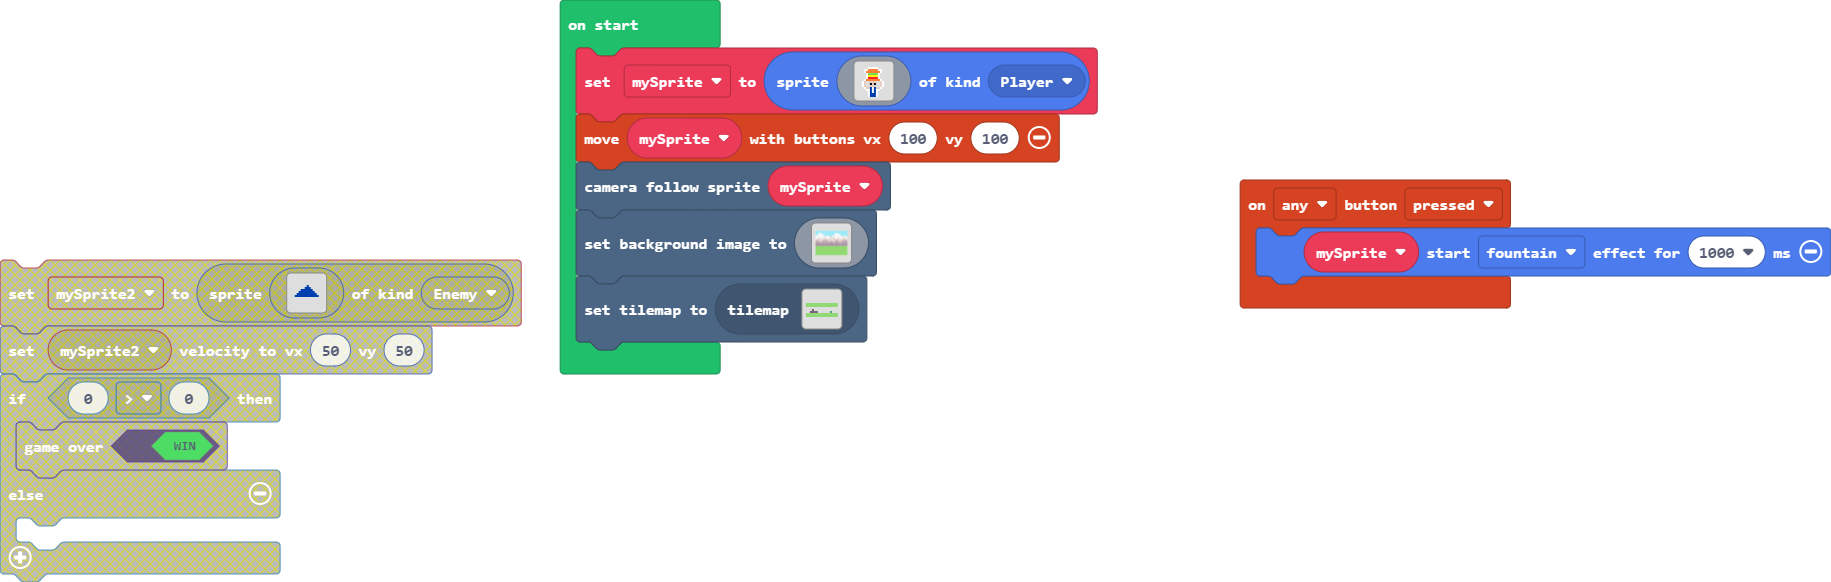 on start
set mySprite to sprite of kind Player
move mySprite with buttons vx 100 vy 100
camera follow sprite mySprite
set background image to
set tilemap to tilemap
on any button pressed
mySprite start fountain effect for 1000 ms
set mySprite2 to sprite of kind Enemy
set mySprite2 velocity to vx 50 vy 50
if 0 > 0 then
game over WIN
else